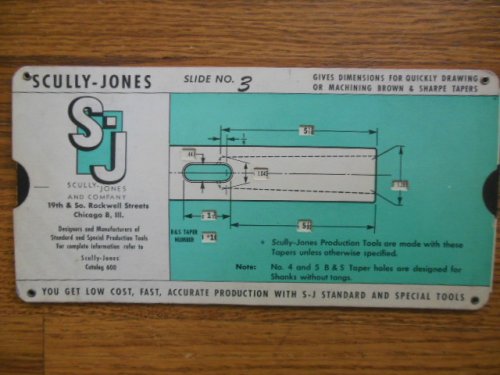 SCULLY-JONES
SLIDE NO. 3
GIVES DIMENSIONS FOR QUICKLY DRAWING
OR MACHINING BROWN & SHARPE TAPERS
S-J
SCULLY-JONES
AND COMPANY
19th & So. Rockwell Streets
Chicago 8, Ill.
Designers and Manufacturers of
Standard and Special Production Tools
For complete information refer to
Scully-Jones
Catalog 600
B&S TAPER
NUMBER
* Scully-Jones Production Tools are made with these
Tapers unless otherwise specified.
Note: No. 4 and 5 B & S Taper holes are designed for
Shanks without tangs.
YOU GET LOW COST, FAST, ACCURATE PRODUCTION WITH S-J STANDARD AND SPECIAL TOOLS